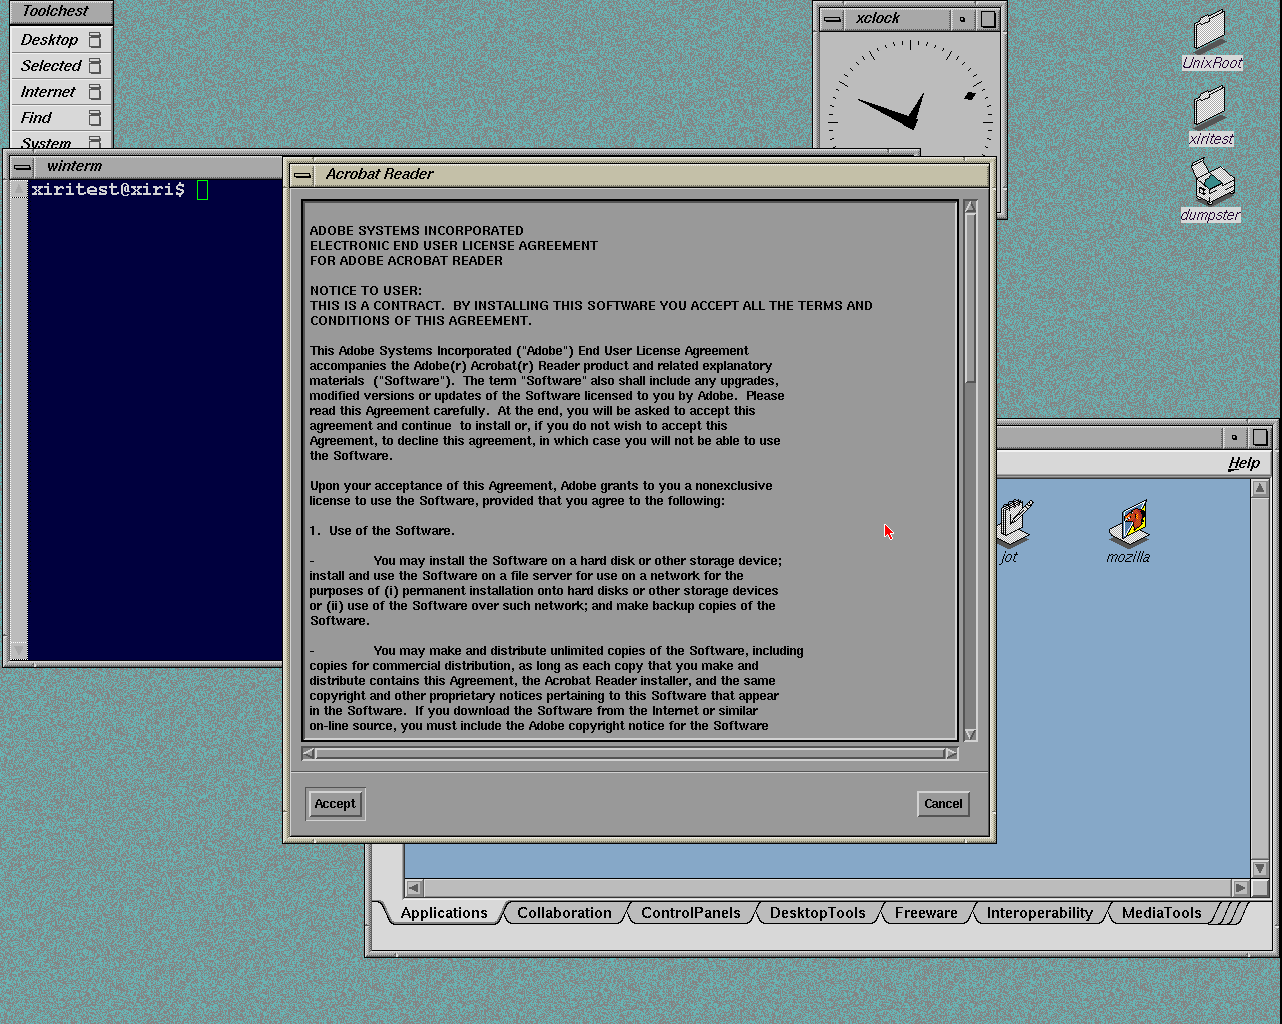 Toolchest
Desktop
Selected
Internet
Find
System
xclock
UnixRoot
xiritest
dumpster
winterm
xiritest@xiri$
Acrobat Reader
ADOBE SYSTEMS INCORPORATED
ELECTRONIC END USER LICENSE AGREEMENT
FOR ADOBE ACROBAT READER
NOTICE TO USER:
THIS IS A CONTRACT.  BY INSTALLING THIS SOFTWARE YOU ACCEPT ALL THE TERMS AND
CONDITIONS OF THIS AGREEMENT.
This Adobe Systems Incorporated ("Adobe") End User License Agreement
accompanies the Adobe(r) Acrobat(r) Reader product and related explanatory
materials  ("Software").  The term "Software" also shall include any upgrades,
modified versions or updates of the Software licensed to you by Adobe.  Please
read this Agreement carefully.  At the end, you will be asked to accept this
agreement and continue  to install or, if you do not wish to accept this
Agreement, to decline this agreement, in which case you will not be able to use
the Software.
Upon your acceptance of this Agreement, Adobe grants to you a nonexclusive
license to use the Software, provided that you agree to the following:
1.  Use of the Software.
-          You may install the Software on a hard disk or other storage device;
install and use the Software on a file server for use on a network for the
purposes of (i) permanent installation onto hard disks or other storage devices
or (ii) use of the Software over such network; and make backup copies of the
Software.
-          You may make and distribute unlimited copies of the Software, including
copies for commercial distribution, as long as each copy that you make and
distribute contains this Agreement, the Acrobat Reader installer, and the same
copyright and other proprietary notices pertaining to this Software that appear
in the Software.  If you download the Software from the Internet or similar
on-line source, you must include the Adobe copyright notice for the Software
Accept
Cancel
Help
jot
mozilla
Applications
Collaboration
ControlPanels
DesktopTools
Freeware
Interoperability
MediaTools